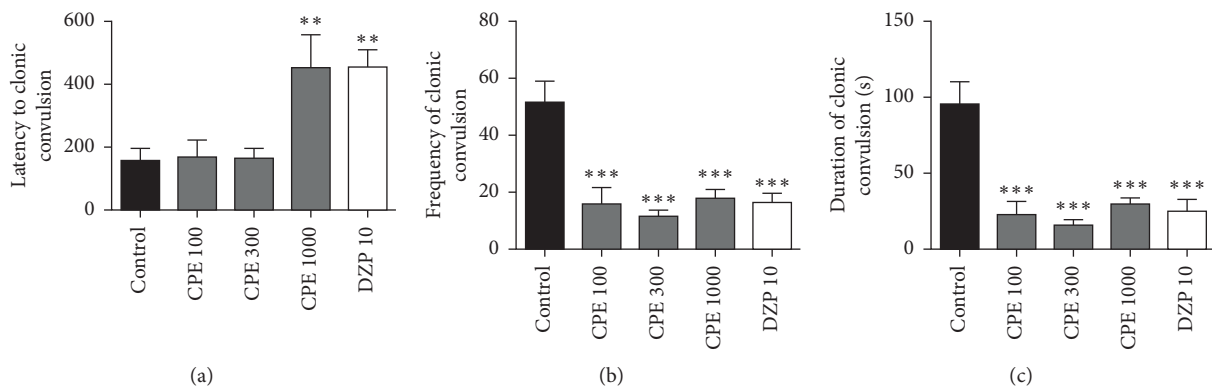 Latency to clonic
convulsion
600
400
200
0
**
**
Control
CPE 100
CPE 300
CPE 1000
DZP 10
(a)
Frequency of clonic
convulsion
80
60
40
20
0
***
***
***
***
Control
CPE 100
CPE 300
CPE 1000
DZP 10
(b)
Duration of clonic
convulsion (s)
150
100
50
0
***
***
***
***
Control
CPE 100
CPE 300
CPE 1000
DZP 10
(c)